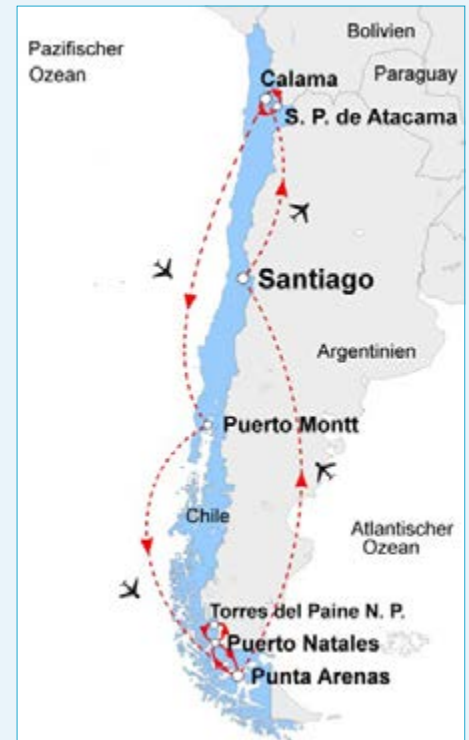 Bolivien
Pazifischer
Ozean
Paraguay
Calama
S. P. de Atacama
Santiago
Argentinien
Puerto Montt
Chile
Atlantischer
Ozean
Torres del Paine N. P.
Puerto Natales
Punta Arenas